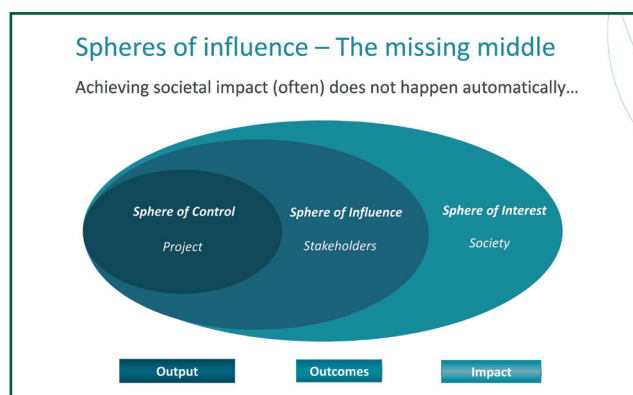 Spheres of influence – The missing middle
Achieving societal impact (often) does not happen automatically…
Sphere of Control
Project
Sphere of Influence
Stakeholders
Sphere of Interest
Society
Output
Outcomes
Impact